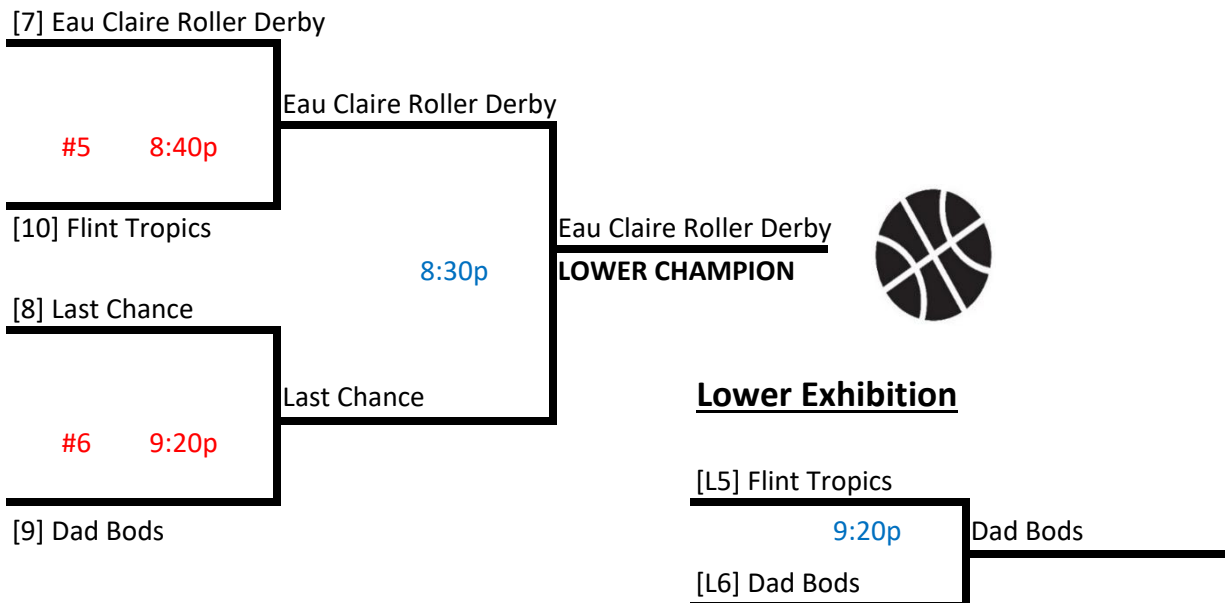 [7] Eau Claire Roller Derby
Eau Claire Roller Derby
#5 8:40p
[10] Flint Tropics
Eau Claire Roller Derby
8:30p
LOWER CHAMPION
[8] Last Chance
Last Chance
#6 9:20p
[9] Dad Bods
Lower Exhibition
[L5] Flint Tropics
9:20p
Dad Bods
[L6] Dad Bods